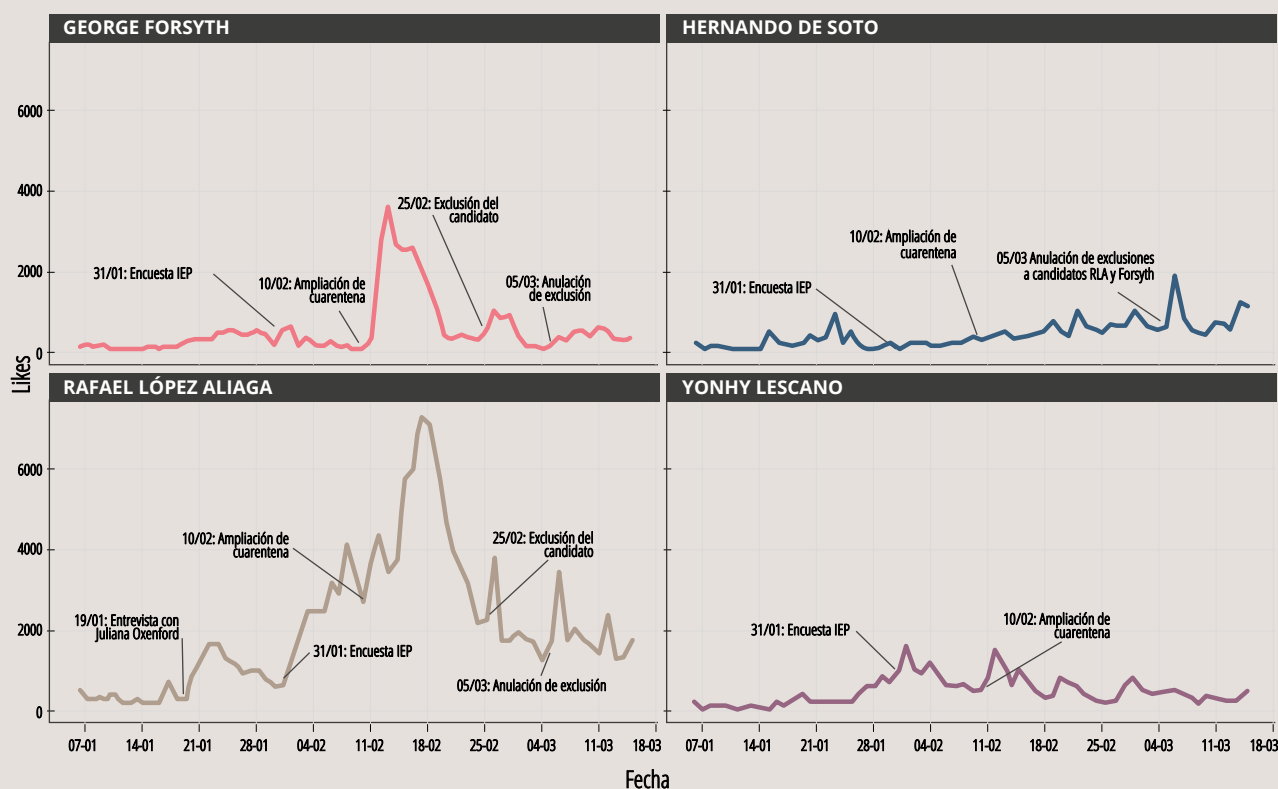 GEORGE FORSYTH
HERNANDO DE SOTO
6000
4000
2000
0
25/02: Exclusión del
candidato
31/01: Encuesta IEP
10/02: Ampliación de
cuarentena
05/03: Anulación
de exclusión
10/02: Ampliación de
cuarentena
05/03 Anulación de exclusiones
a candidatos RLA y Forsyth
31/01: Encuesta IEP
Likes
RAFAEL LÓPEZ ALIAGA
YONHY LESCANO
6000
4000
2000
0
10/02: Ampliación de
cuarentena
25/02: Exclusión del
candidato
19/01: Entrevista con
Juliana Oxenford
31/01: Encuesta IEP
05/03: Anulación de exclusión
31/01: Encuesta IEP
10/02: Ampliación de
cuarentena
07-01 14-01 21-01 28-01 04-02 11-02 18-02 25-02 04-03 11-03 18-03
07-01 14-01 21-01 28-01 04-02 11-02 18-02 25-02 04-03 11-03 18-03
Fecha